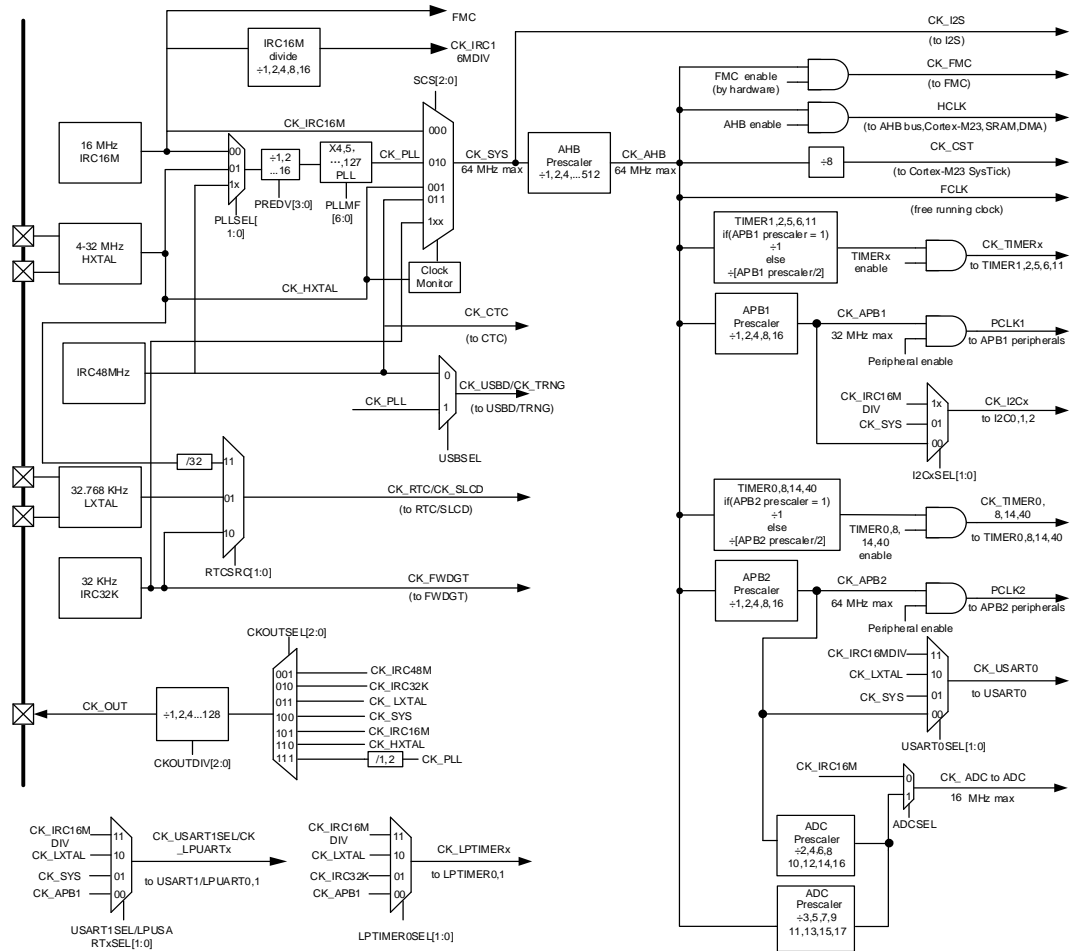 FMC
IRC16M
divide
÷1,2,4,8,16
CK_IRC1
6MDIV
SCS[2:0]
16 MHz
IRC16M
CK_IRC16M
000
010
001
011
1xx
00
01
1x
PLLSEL[
1:0]
÷1,2
...16
PREDV[3:0]
X4,5,
…,127
PLL
PLLMF
[6:0]
CK_PLL
CK_SYS
64 MHz max
AHB
Prescaler
÷1,2,4,...512
CK_AHB
64 MHz max
4-32 MHz
HXTAL
Clock
Monitor
CK_HXTAL
CK_CTC
(to CTC)
IRC48MHz
CK_PLL
0
1
CK_USBD/CK_TRNG
(to USBD/TRNG)
USBSEL
/32
11
01
10
32.768 KHz
LXTAL
CK_RTC/CK_SLCD
(to RTC/SLCD)
RTCSRC[1:0]
32 KHz
IRC32K
CK_FWDGT
(to FWDGT)
CKOUTSEL[2:0]
001
CK_IRC48M
010
CK_IRC32K
011
CK_LXTAL
100
CK_SYS
101
CK_IRC16M
110
CK_HXTAL
111
/1,2
CK_PLL
CK_OUT
÷1,2,4...128
CKOUTDIV[2:0]
CK_IRC16M
DIV
11
CK_LXTAL
10
CK_SYS
01
CK_APB1
00
CK_USART1SEL/CK
_LPUARTx
to USART1/LPUART0,1
USART1SEL/LPUSA
RTxSEL[1:0]
CK_IRC16M
DIV
11
CK_LXTAL
10
CK_IRC32K
01
CK_APB1
00
CK_LPTIMERx
to LPTIMER0,1
LPTIMER0SEL[1:0]
CK_I2S
(to I2S)
FMC enable
(by hardware)
CK_FMC
(to FMC)
AHB enable
HCLK
(to AHB bus,Cortex-M23,SRAM,DMA)
÷8
CK_CST
(to Cortex-M23 SysTick)
FCLK
(free running clock)
TIMER1,2,5,6,11
if(APB1 prescaler = 1)
÷1
else
÷[APB1 prescaler/2]
TIMERx
enable
CK_TIMERx
to TIMER1,2,5,6,11
APB1
Prescaler
÷1,2,4,8,16
CK_APB1
32 MHz max
Peripheral enable
PCLK1
to APB1 peripherals
CK_IRC16M
DIV
1x
CK_SYS
01
00
CK_I2Cx
to I2C0,1,2
I2CxSEL[1:0]
TIMER0,8,14,40
if(APB2 prescaler = 1)
÷1
else
÷[APB2 prescaler/2]
TIMER0,8,
14,40
enable
CK_TIMER0,
8,14,40
to TIMER0,8,14,40
APB2
Prescaler
÷1,2,4,8,16
CK_APB2
64 MHz max
Peripheral enable
PCLK2
to APB2 peripherals
CK_IRC16MDIV
11
CK_LXTAL
10
CK_SYS
01
00
CK_USART0
to USART0
USART0SEL[1:0]
CK_IRC16M
0
1
CK_ ADC to ADC
16 MHz max
ADCSEL
ADC
Prescaler
÷2,4,6,8
10,12,14,16
ADC
Prescaler
÷3,5,7,9
11,13,15,17